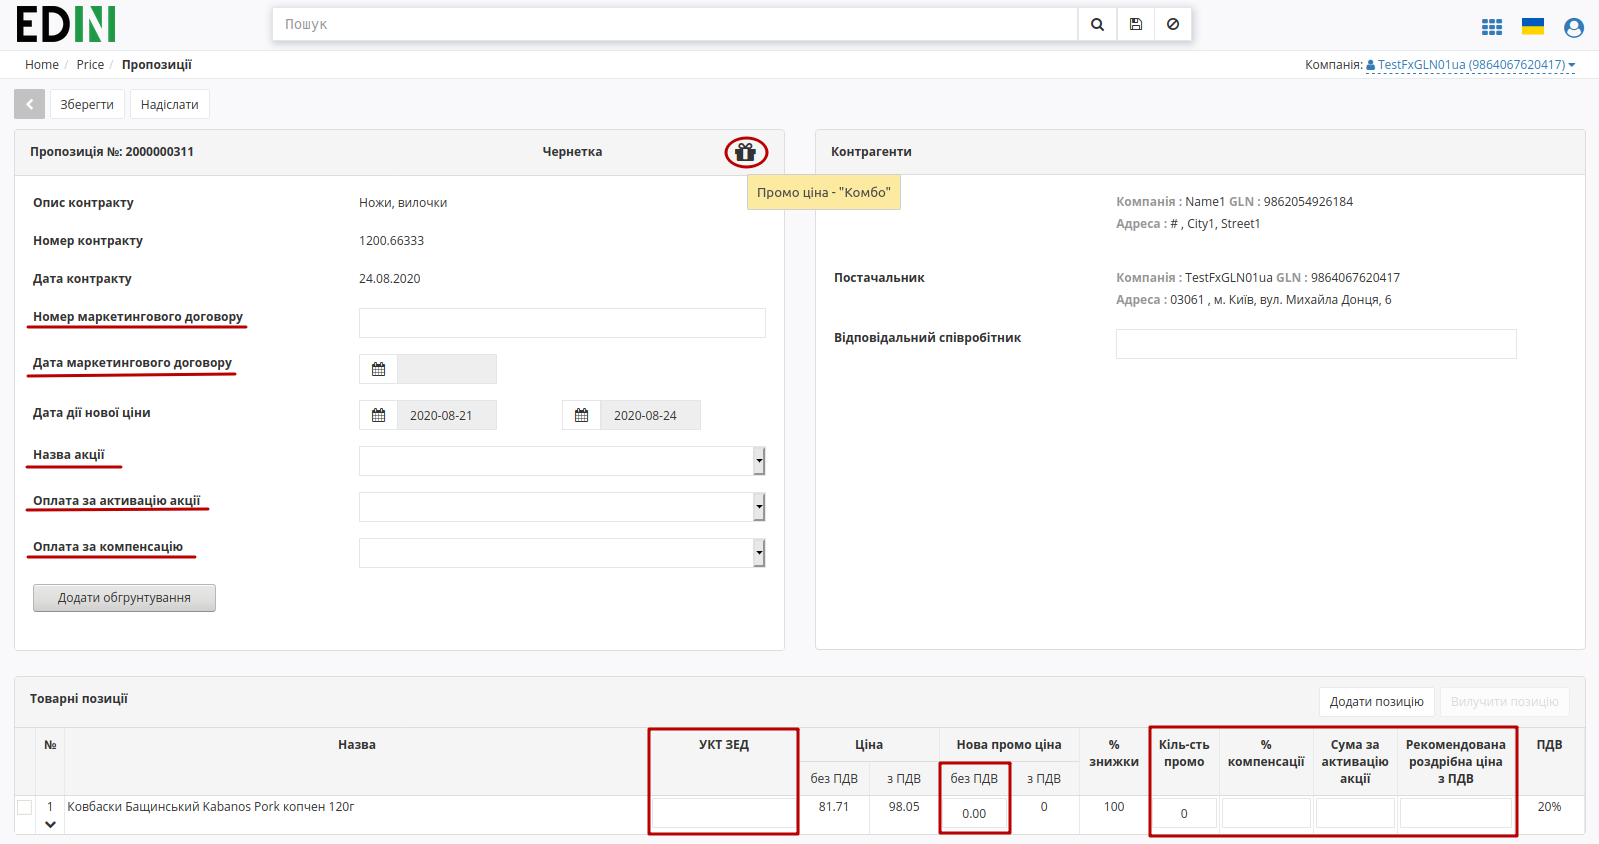 EDIN
Пошук
Home / Price / Пропозиції
Компанія: TestFxGLN01ua (9864067620417)
Зберегти
Надіслати
Пропозиція №: 2000000311
Чернетка
Промо ціна - "Комбо"
Опис контракту
Ножи, вилочки
Номер контракту
1200.66333
Дата контракту
24.08.2020
Номер маркетингового договору
Дата маркетингового договору
Дата дії нової ціни
2020-08-21
2020-08-24
Назва акції
Оплата за активацію акції
Оплата за компенсацію
Додати обгрунтування
Контрагенти
Компанія : Name1 GLN : 9862054926184
Адреса : # , City1, Street1
Постачальник
Компанія : TestFxGLN01ua GLN : 9864067620417
Адреса : 03061 , м. Київ, вул. Михайла Донця, 6
Відповідальний співробітник
Товарні позиції
Додати позицію
Вилучити позицію
№
Назва
УКТ ЗЕД
Ціна
без ПДВ
з ПДВ
Нова промо ціна
без ПДВ
з ПДВ
%
знижки
Кіль-сть
промо
%
компенсації
Сума за
активацію
акції
Рекомендована
роздрібна ціна
з ПДВ
ПДВ
1
Ковбаски Бащинський Kabanos Pork копчен 120г
81.71
98.05
0.00
0
100
0
20%